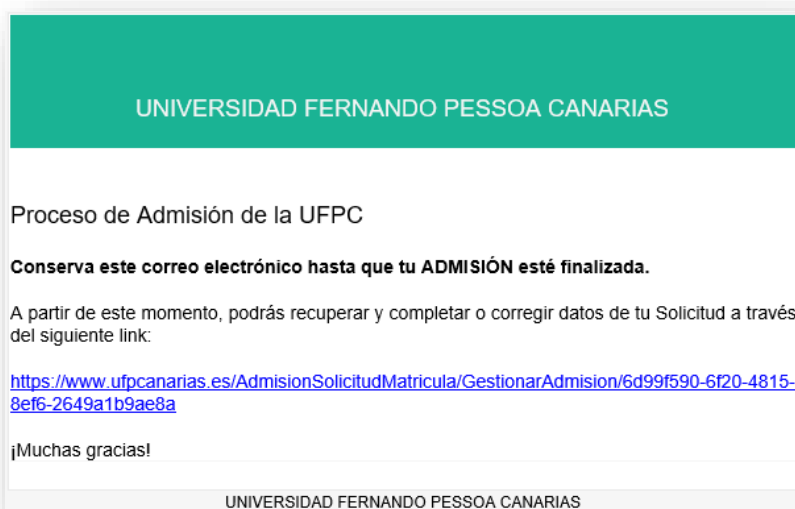 UNIVERSIDAD FERNANDO PESSOA CANARIAS
Proceso de Admisión de la UFPC
Conserva este correo electrónico hasta que tu ADMISIÓN esté finalizada.
A partir de este momento, podrás recuperar y completar o corregir datos de tu Solicitud a través
del siguiente link:
https://www.ufpcanarias.es/AdmisionSolicitudMatricula/GestionarAdmision/6d99f590-6f20-4815-
8ef6-2649a1b9ae8a
¡Muchas gracias!
UNIVERSIDAD FERNANDO PESSOA CANARIAS